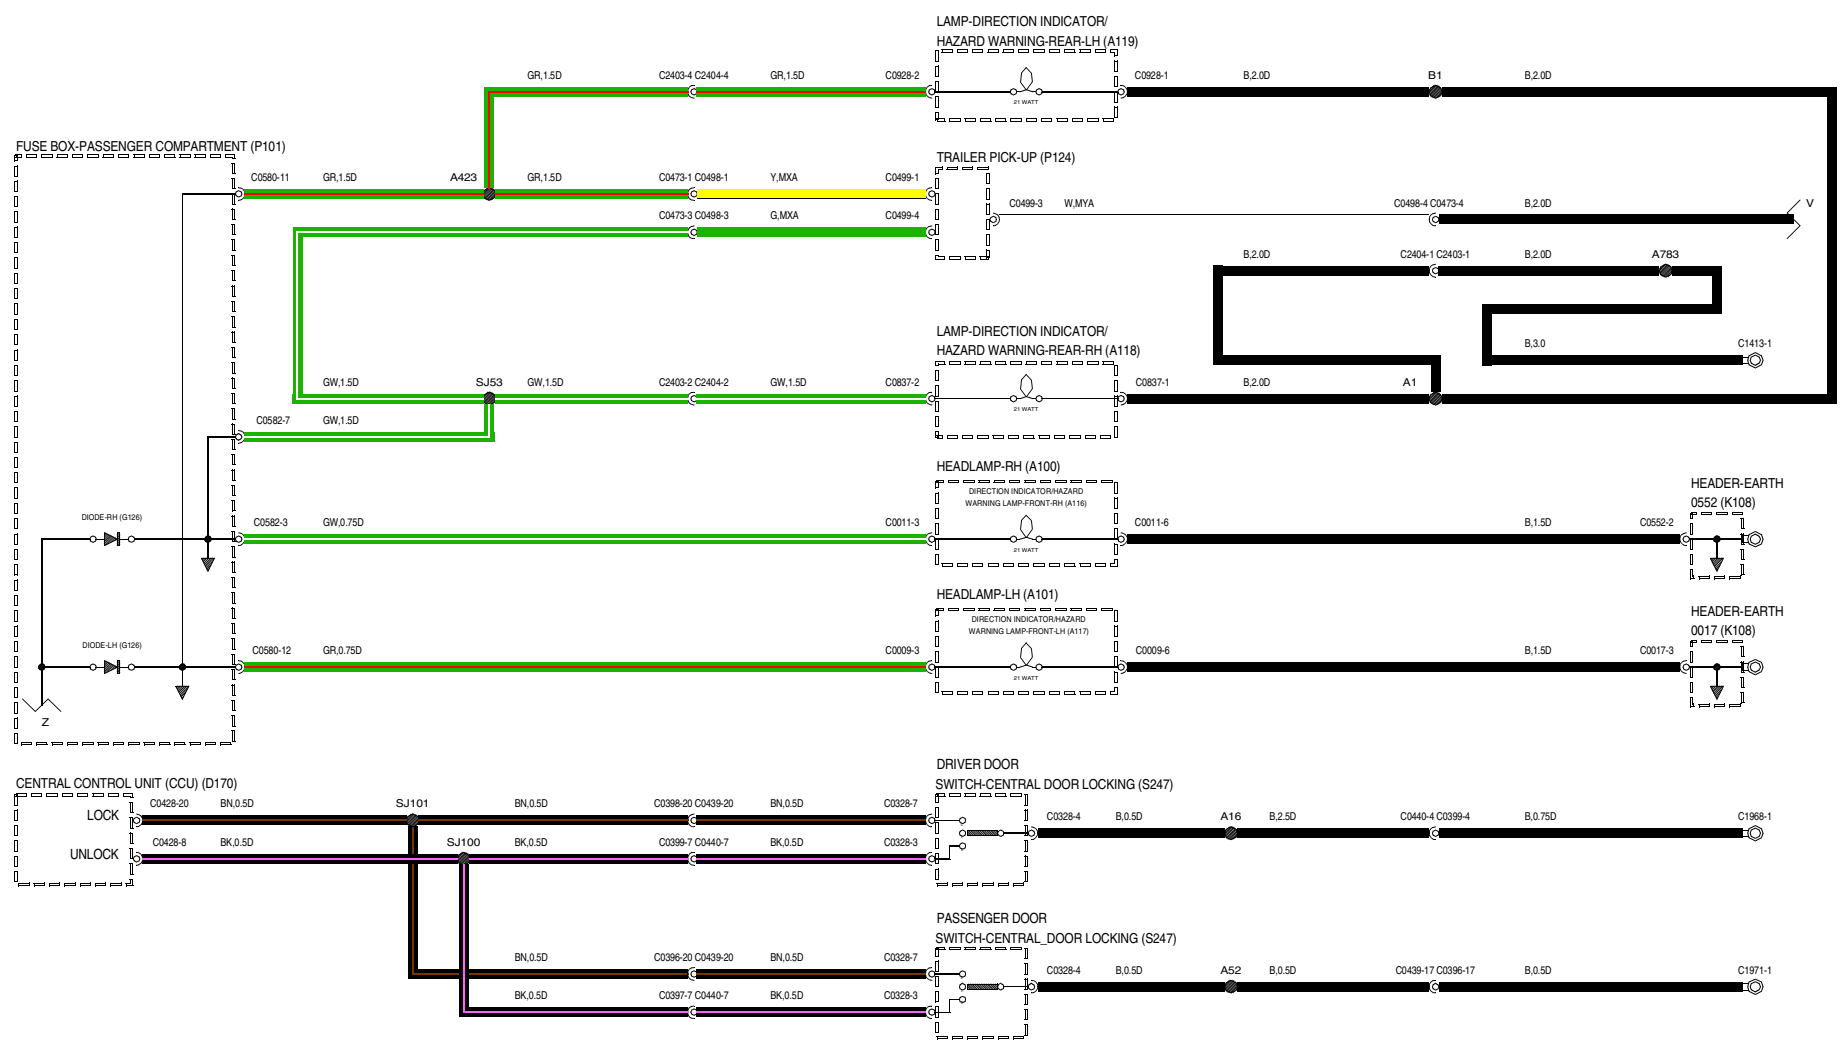 LAMP-DIRECTION INDICATOR/
HAZARD WARNING-REAR-LH (A119)
GR,1.5D
C2403-4 C2404-4
GR,1.5D
C0928-2
21 WATT
C0928-1
B,2.0D
B1
B,2.0D
FUSE BOX-PASSENGER COMPARTMENT (P101)
TRAILER PICK-UP (P124)
C0580-11
GR,1.5D
A423
GR,1.5D
C0473-1 C0498-1
Y,MXA
C0499-1
C0499-3
W,MYA
C0498-4 C0473-4
B,2.0D
V
C0473-3 C0498-3
G,MXA
C0499-4
B,2.0D
C2404-1 C2403-1
B,2.0D
A783
LAMP-DIRECTION INDICATOR/
HAZARD WARNING-REAR-RH (A118)
B,3.0
C1413-1
GW,1.5D
SJ53
GW,1.5D
C2403-2 C2404-2
GW,1.5D
C0837-2
21 WATT
C0837-1
B,2.0D
A1
C0582-7
GW,1.5D
HEADLAMP-RH (A100)
DIRECTION INDICATOR/HAZARD
WARNING LAMP-FRONT-RH (A116)
HEADER-EARTH
0552 (K108)
DIODE-RH (G126)
C0582-3
GW,0.75D
C0011-3
21 WATT
C0011-6
B,1.5D
C0552-2
HEADLAMP-LH (A101)
DIRECTION INDICATOR/HAZARD
WARNING LAMP-FRONT-LH (A117)
HEADER-EARTH
0017 (K108)
DIODE-LH (G126)
C0580-12
GR,0.75D
C0009-3
21 WATT
C0009-6
B,1.5D
C0017-3
Z
CENTRAL CONTROL UNIT (CCU) (D170)
DRIVER DOOR
SWITCH-CENTRAL DOOR LOCKING (S247)
LOCK
C0428-20
BN,0.5D
SJ101
BN,0.5D
C0398-20 C0439-20
BN,0.5D
C0328-7
C0328-4
B,0.5D
A16
B,2.5D
C0440-4 C0399-4
B,0.75D
C1968-1
UNLOCK
C0428-8
BK,0.5D
SJ100
BK,0.5D
C0399-7 C0440-7
BK,0.5D
C0328-3
PASSENGER DOOR
SWITCH-CENTRAL_DOOR LOCKING (S247)
BN,0.5D
C0396-20 C0439-20
BN,0.5D
C0328-7
C0328-4
B,0.5D
A52
B,0.5D
C0439-17 C0396-17
B,0.5D
C1971-1
BK,0.5D
C0397-7 C0440-7
BK,0.5D
C0328-3